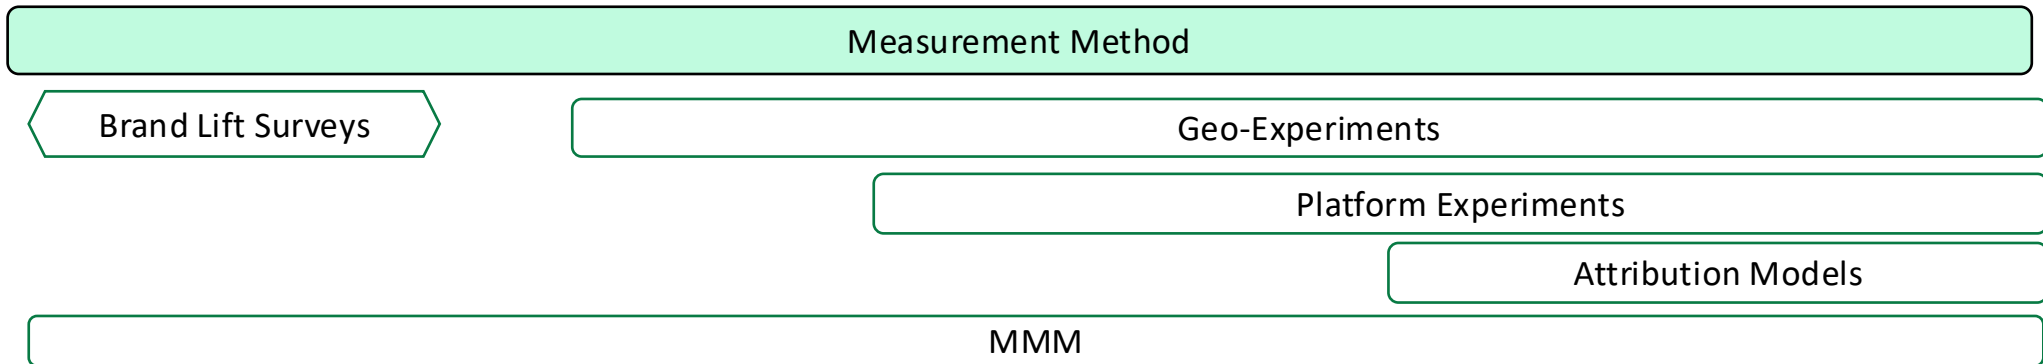 Measurement Method
Brand Lift Surveys
Geo-Experiments
Platform Experiments
Attribution Models
MMM